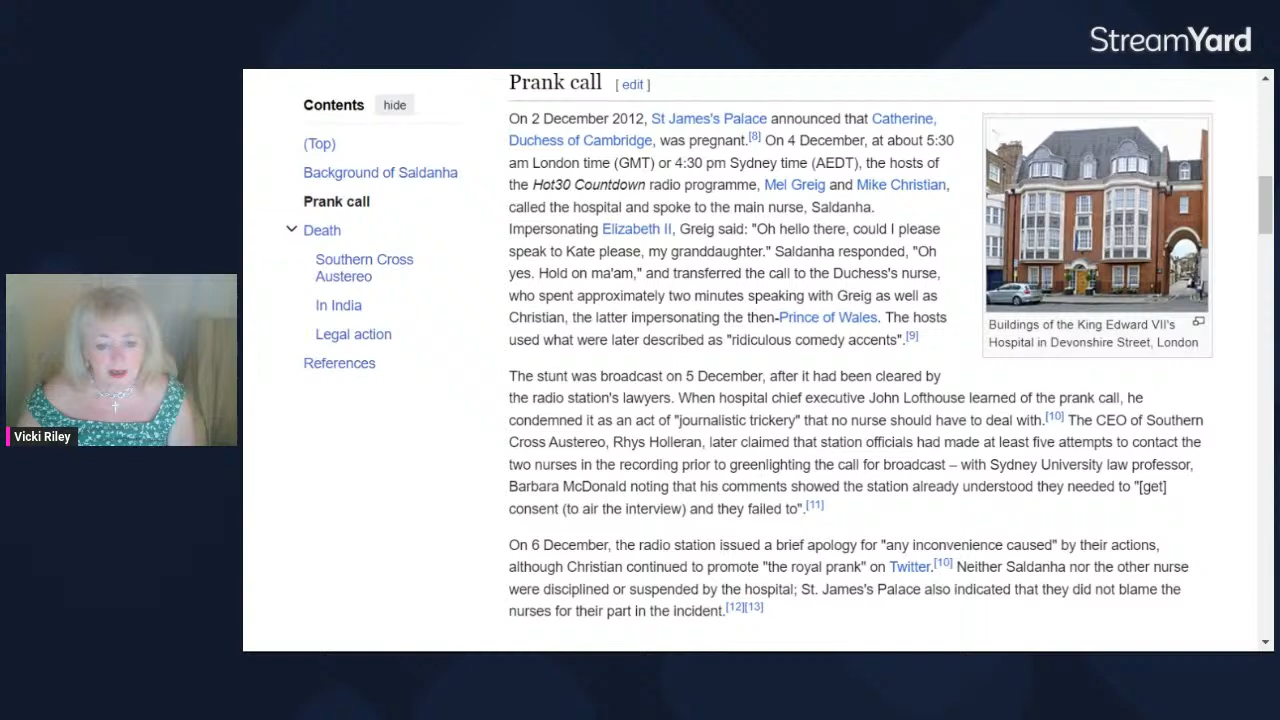 StreamYard
Contents hide
(Top)
Background of Saldanha
Prank call
Death
Southern Cross
Austereo
In India
Legal action
References
Prank call [ edit ]
On 2 December 2012, St James's Palace announced that Catherine,
Duchess of Cambridge, was pregnant.[8] On 4 December, at about 5:30
am London time (GMT) or 4:30 pm Sydney time (AEDT), the hosts of
the Hot30 Countdown radio programme, Mel Greig and Mike Christian,
called the hospital and spoke to the main nurse, Saldanha.
Impersonating Elizabeth II, Greig said: "Oh hello there, could I please
speak to Kate please, my granddaughter." Saldanha responded, "Oh
yes. Hold on ma'am," and transferred the call to the Duchess's nurse,
who spent approximately two minutes speaking with Greig as well as
Christian, the latter impersonating the then-Prince of Wales. The hosts
used what were later described as "ridiculous comedy accents".[9]
Buildings of the King Edward VII's
Hospital in Devonshire Street, London
The stunt was broadcast on 5 December, after it had been cleared by
the radio station's lawyers. When hospital chief executive John Lofthouse learned of the prank call, he
condemned it as an act of "journalistic trickery" that no nurse should have to deal with.[10] The CEO of Southern
Cross Austereo, Rhys Holleran, later claimed that station officials had made at least five attempts to contact the
two nurses in the recording prior to greenlighting the call for broadcast – with Sydney University law professor,
Barbara McDonald noting that his comments showed the station already understood they needed to "[get]
consent (to air the interview) and they failed to".[11]
On 6 December, the radio station issued a brief apology for "any inconvenience caused" by their actions,
although Christian continued to promote "the royal prank" on Twitter.[10] Neither Saldanha nor the other nurse
were disciplined or suspended by the hospital; St. James's Palace also indicated that they did not blame the
nurses for their part in the incident.[12][13]
Vicki Riley